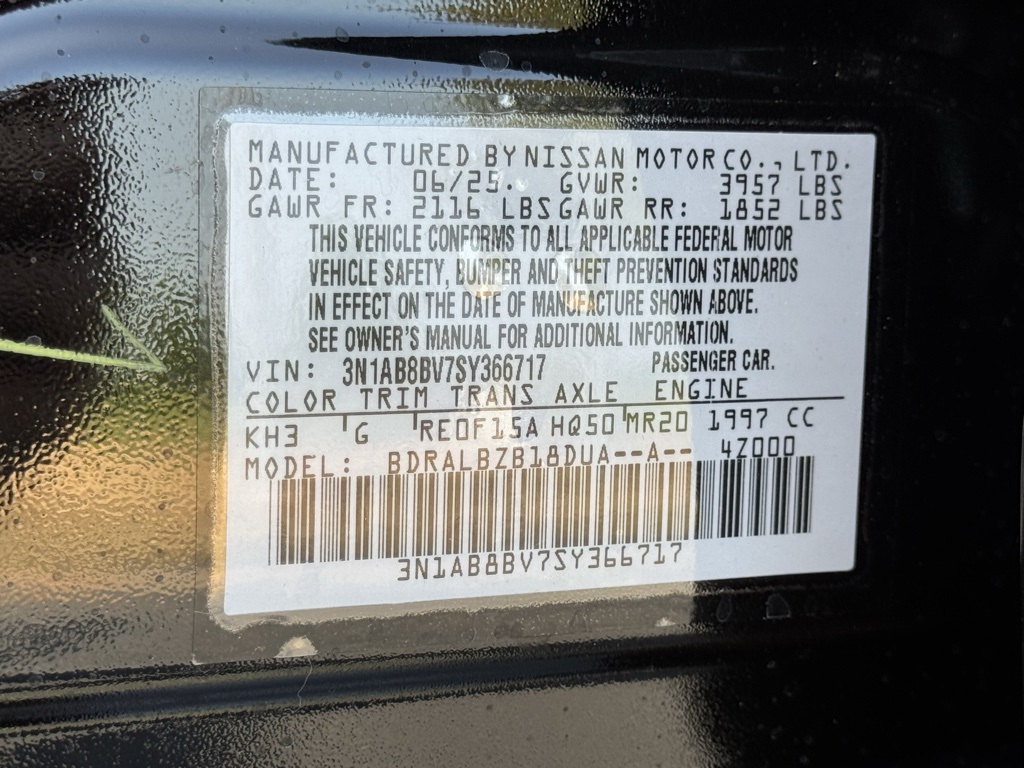 MANUFACTURED BY NISSAN MOTOR CO., LTD.
DATE: 06/25. GVWR: 3957 LBS
GAWR FR: 2116 LBS GAWR RR: 1852 LBS
THIS VEHICLE CONFORMS TO ALL APPLICABLE FEDERAL MOTOR
VEHICLE SAFETY, BUMPER AND THEFT PREVENTION STANDARDS
IN EFFECT ON THE DATE OF MANUFACTURE SHOWN ABOVE.
SEE OWNER'S MANUAL FOR ADDITIONAL INFORMATION.
VIN: 3N1AB8BV7SY366717 PASSENGER CAR.
COLOR TRIM TRANS AXLE ENGINE
KH3 G RE0F15A HQ50 MR20 1997 CC
MODEL: BDRALBZB18DUA--A-- 4Z000
3N1AB8BV7SY366717